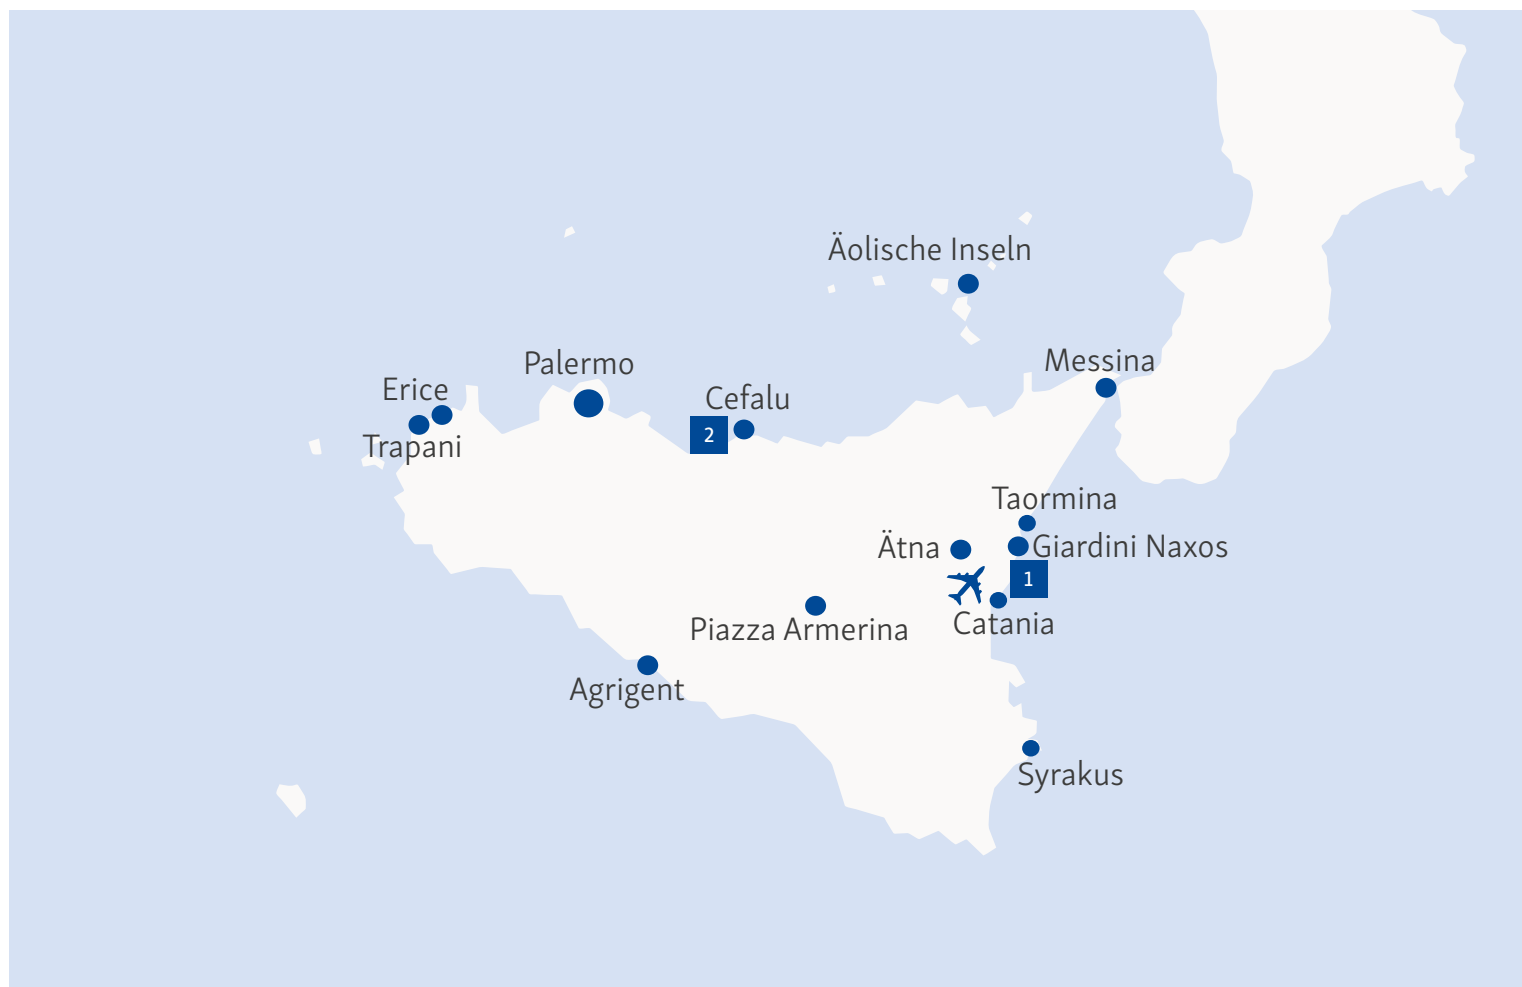 Äolische Inseln
Messina
Palermo
Erice
Cefalu
2
Trapani
Taormina
Ätna
Giardini Naxos
1
Catania
Piazza Armerina
Agrigent
Syrakus